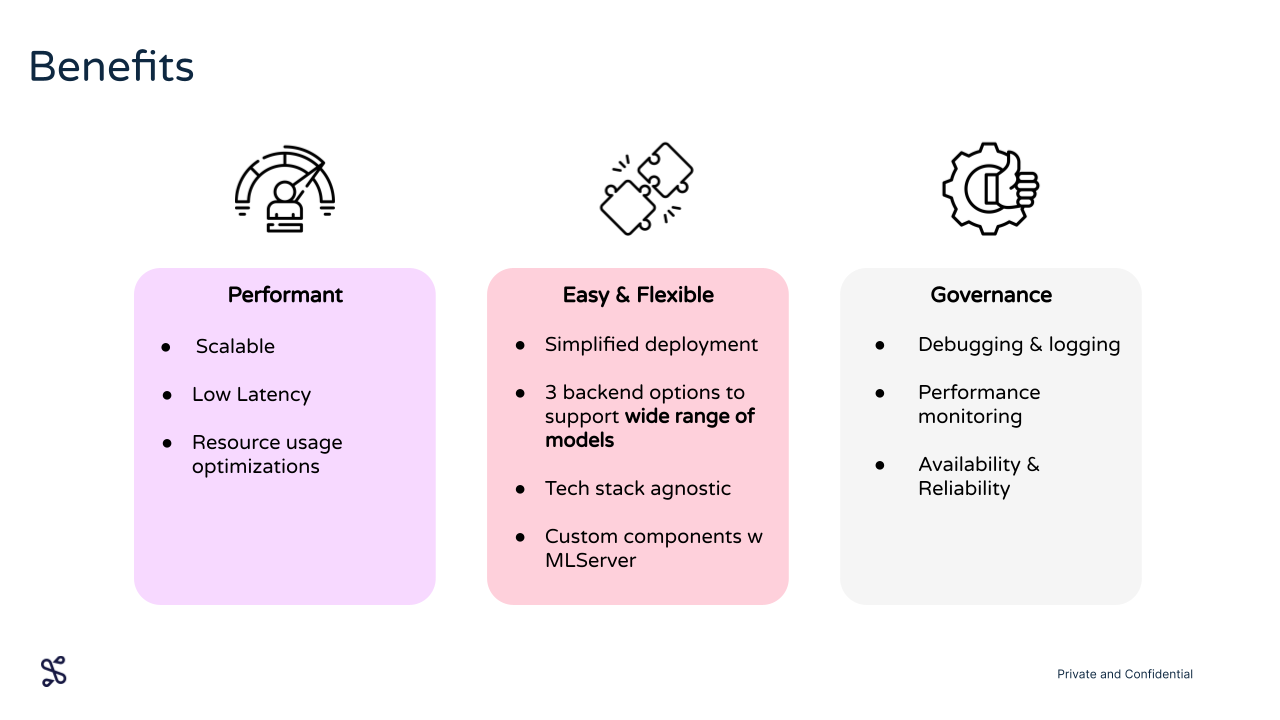 Benefits
Performant
● Scalable
● Low Latency
● Resource usage
optimizations
Easy & Flexible
● Simplified deployment
● 3 backend options to
support wide range of
models
● Tech stack agnostic
● Custom components w
MLServer
Governance
● Debugging & logging
● Performance
monitoring
● Availability &
Reliability
Private and Confidential